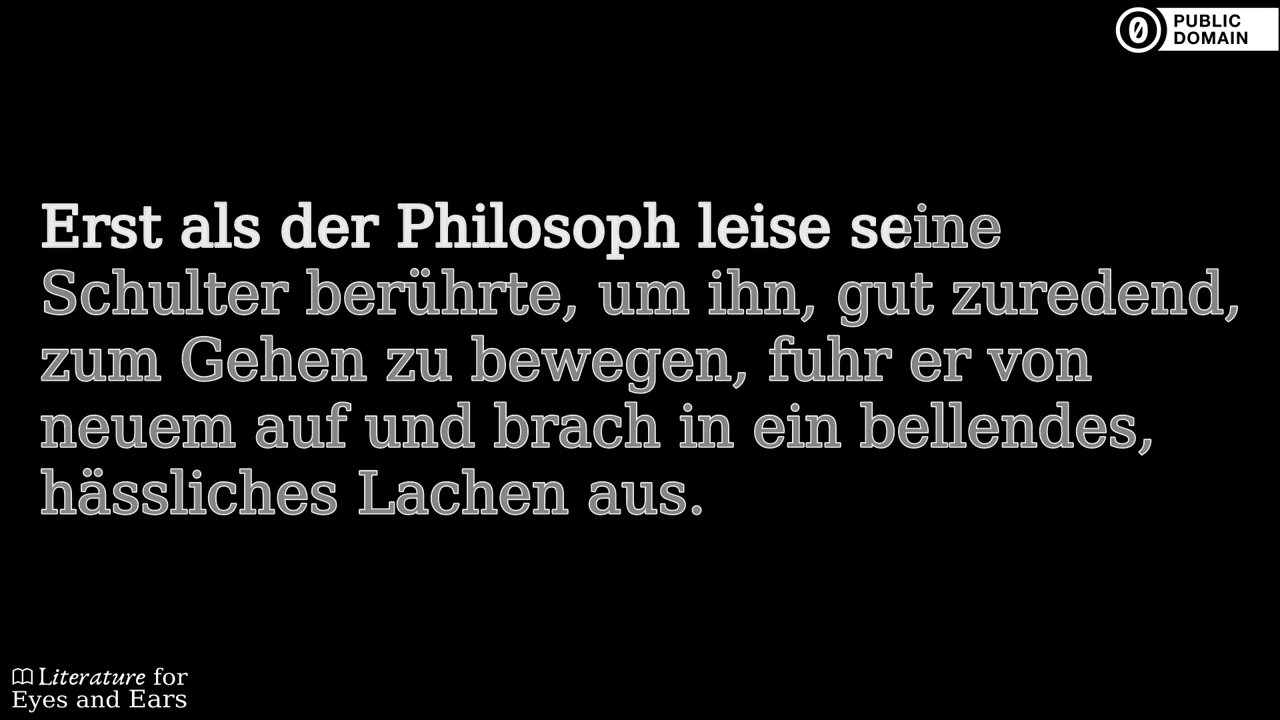 PUBLIC
DOMAIN
Erst als der Philosoph leise seine
Schulter berührte, um ihn, gut zuredend,
zum Gehen zu bewegen, fuhr er von
neuem auf und brach in ein bellendes,
hässliches Lachen aus.
Literature for
Eyes and Ears